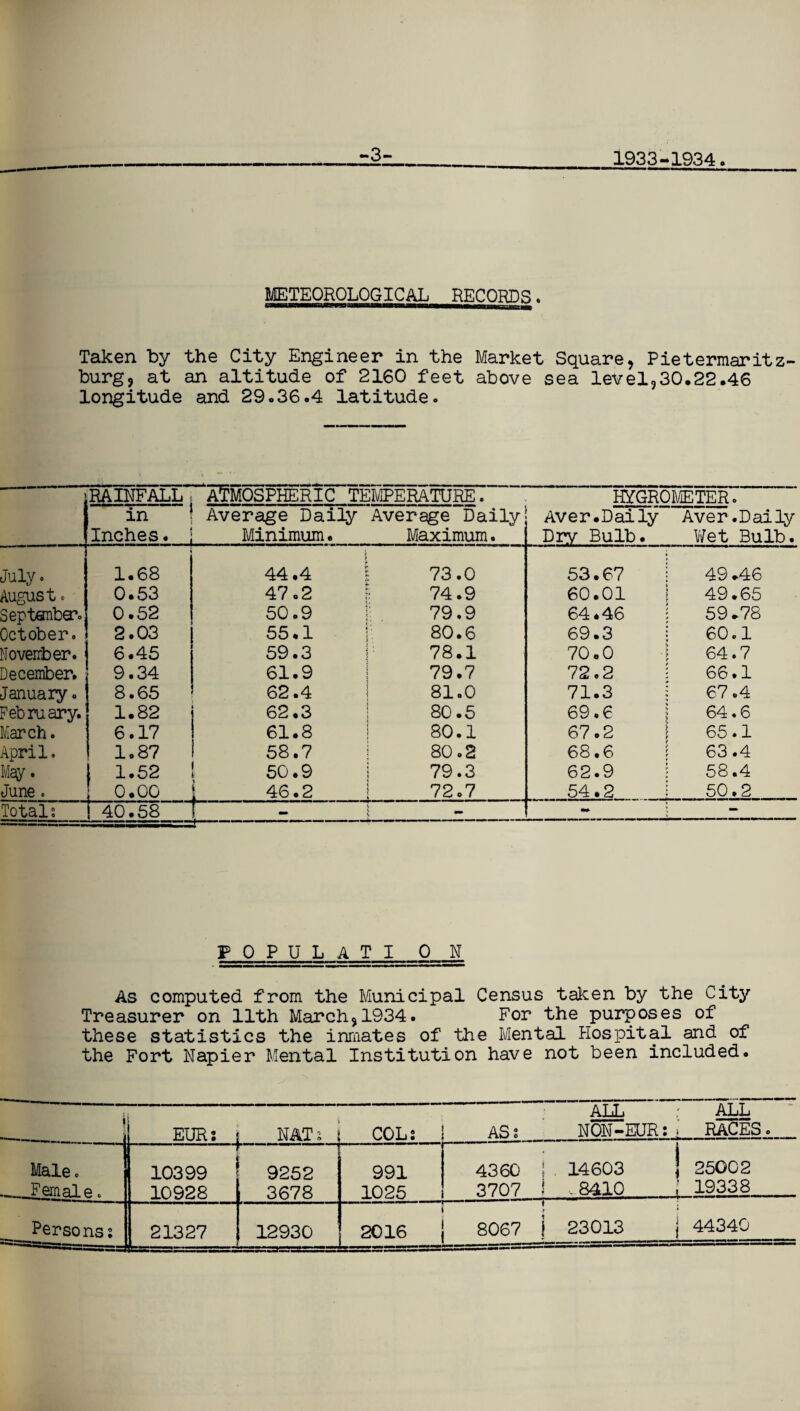 -3-
1933-1934.
METEOROLOGICAL RECORDS.
Taken by the City Engineer in the Market Square, Pietermaritz-
burg, at an altitude of 2160 feet above sea level,30.22.46
longitude and 29.36.4 latitude.
RAINFALL ATMOSPHERIC TEMPERATURE. HYGROMETER.
in Average Daily Average Daily Aver.Daily Aver.Daily
Inches. Minimum. Maximum. Dry Bulb. Wet Bulb.
July. 1.68 44.4 73.0 53.67 49.46
August. 0.53 47.2 74.9 60.01 49.65
September. 0.52 50.9 79.9 64.46 59.78
October. 2.03 55.1 80.6 69.3 60.1
November. 6.45 59.3 78.1 70.0 64.7
December. 9.34 61.9 79.7 72.2 66.1
January. 8.65 62.4 81.0 71.3 67.4
February. 1.82 62.3 80.5 69.6 64.6
March. 6.17 61.8 80.1 67.2 65.1
April. 1.87 58.7 80.2 68.6 63.4
May. 1.52 50.9 79.3 62.9 58.4
June. 0.00 46.2 72.7 54.2 50.2
Total: 40.58 - - - -
POPULATION
As computed from the Municipal Census taken by the City
Treasurer on 11th March,1934. For the purposes of
these statistics the inmates of the Mental Hospital and of
the Fort Napier Mental Institution have not been included.
ALL ALL
EUR: NAT: COL: AS: NON-EUR: RACES.
Male. 10399 9252 991 4360 14603 25002
Female. 10928 3678 1025 3707 8410 19338
Persons: 21327 12930 2016 8067 23013 44340